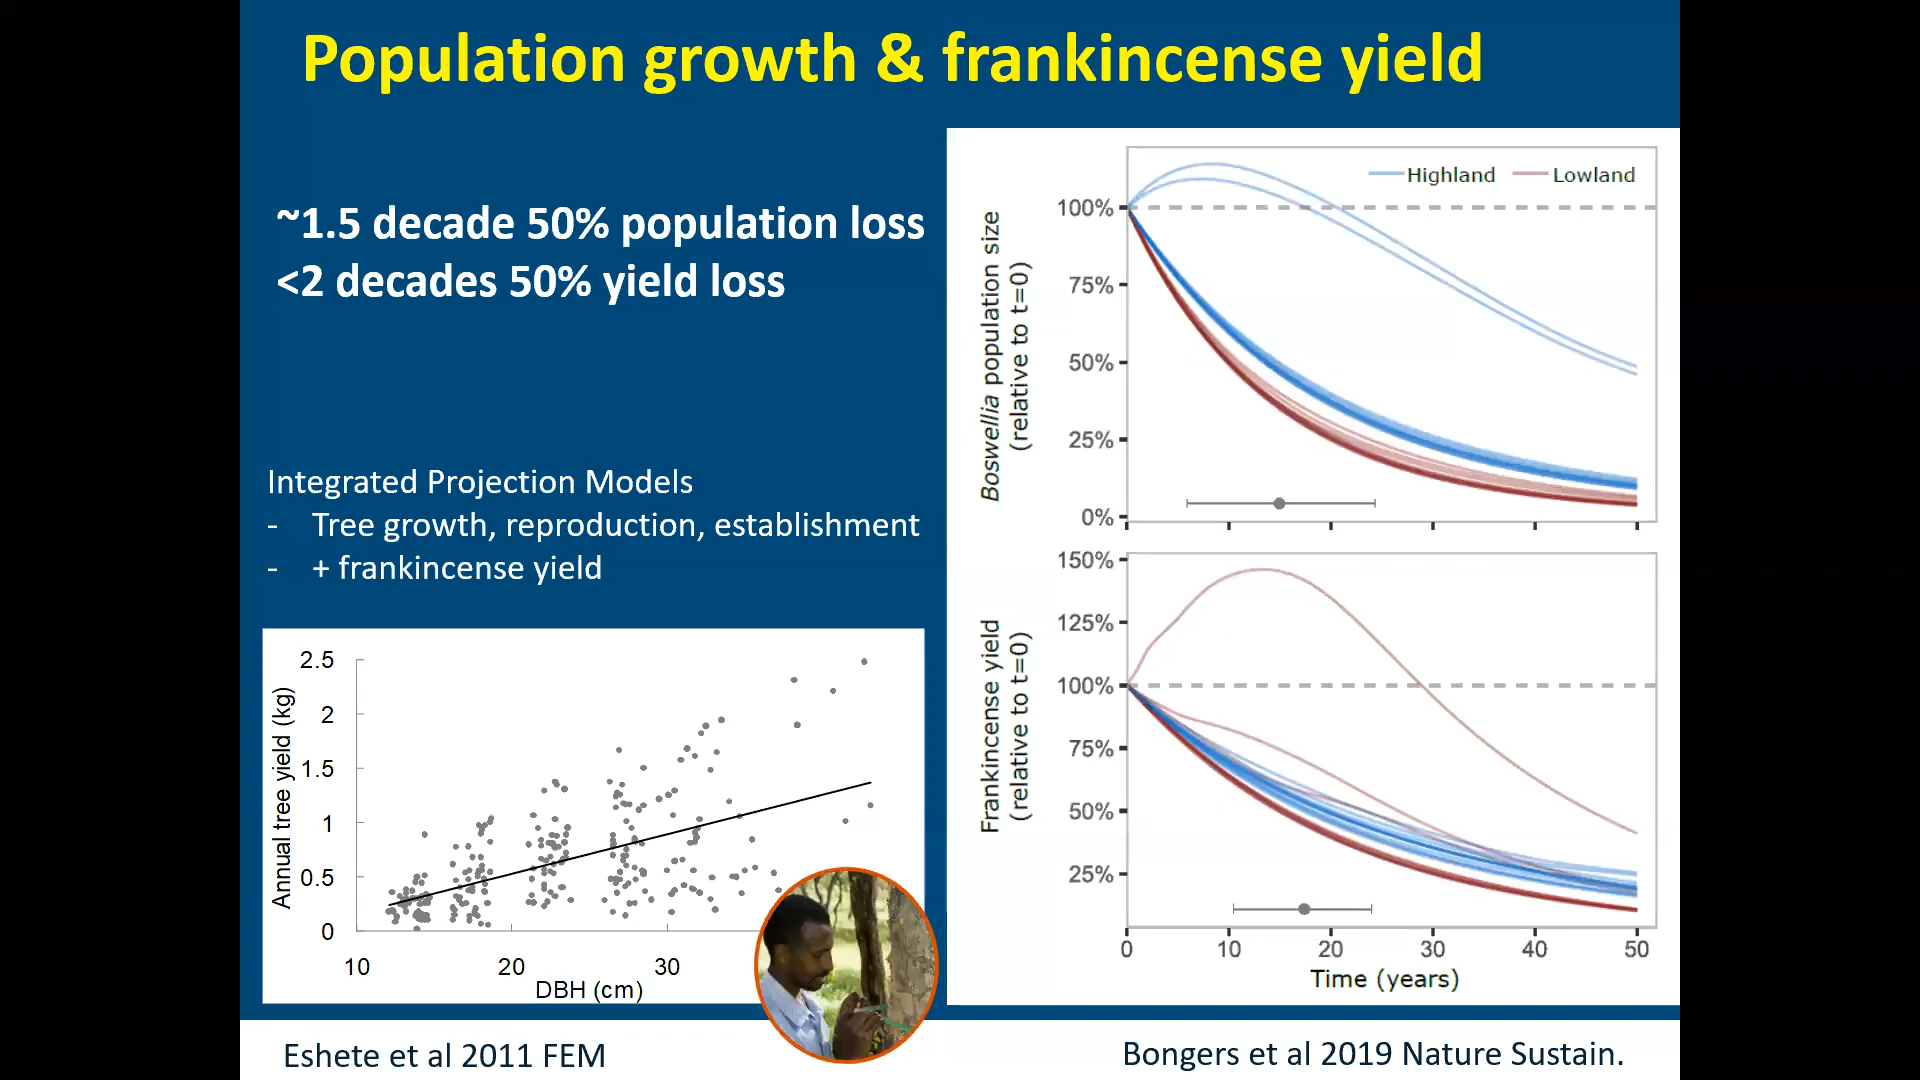 Population growth & frankincense yield
~1.5 decade 50% population loss
<2 decades 50% yield loss
Integrated Projection Models
- Tree growth, reproduction, establishment
- + frankincense yield
2.5
2
1.5
1
0.5
0
Annual tree yield (kg)
10 20 30
DBH (cm)
Eshete et al 2011 FEM
Highland Lowland
100%
75%
50%
25%
0%
Boswellia population size
(relative to t=0)
150%
125%
100%
75%
50%
25%
Frankincense yield
(relative to t=0)
0 10 20 30 40 50
Time (years)
Bongers et al 2019 Nature Sustain.